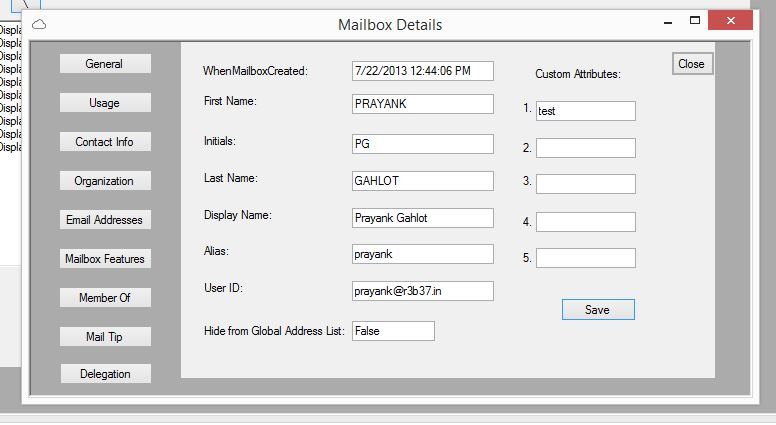 Mailbox Details
Displa
Displa
Displa
Displa
Displa
Displa
Displa
Displa
Displa
Displa
General
Usage
Contact Info
Organization
Email Addresses
Mailbox Features
Member Of
Mail Tip
Delegation
WhenMailboxCreated: 7/22/2013 12:44:06 PM
First Name: PRAYANK
Initials: PG
Last Name: GAHLOT
Display Name: Prayank Gahlot
Alias: prayank
User ID: prayank@r3b37.in
Hide from Global Address List: False
Custom Attributes:
1. test
2.
3.
4.
5.
Save
Close